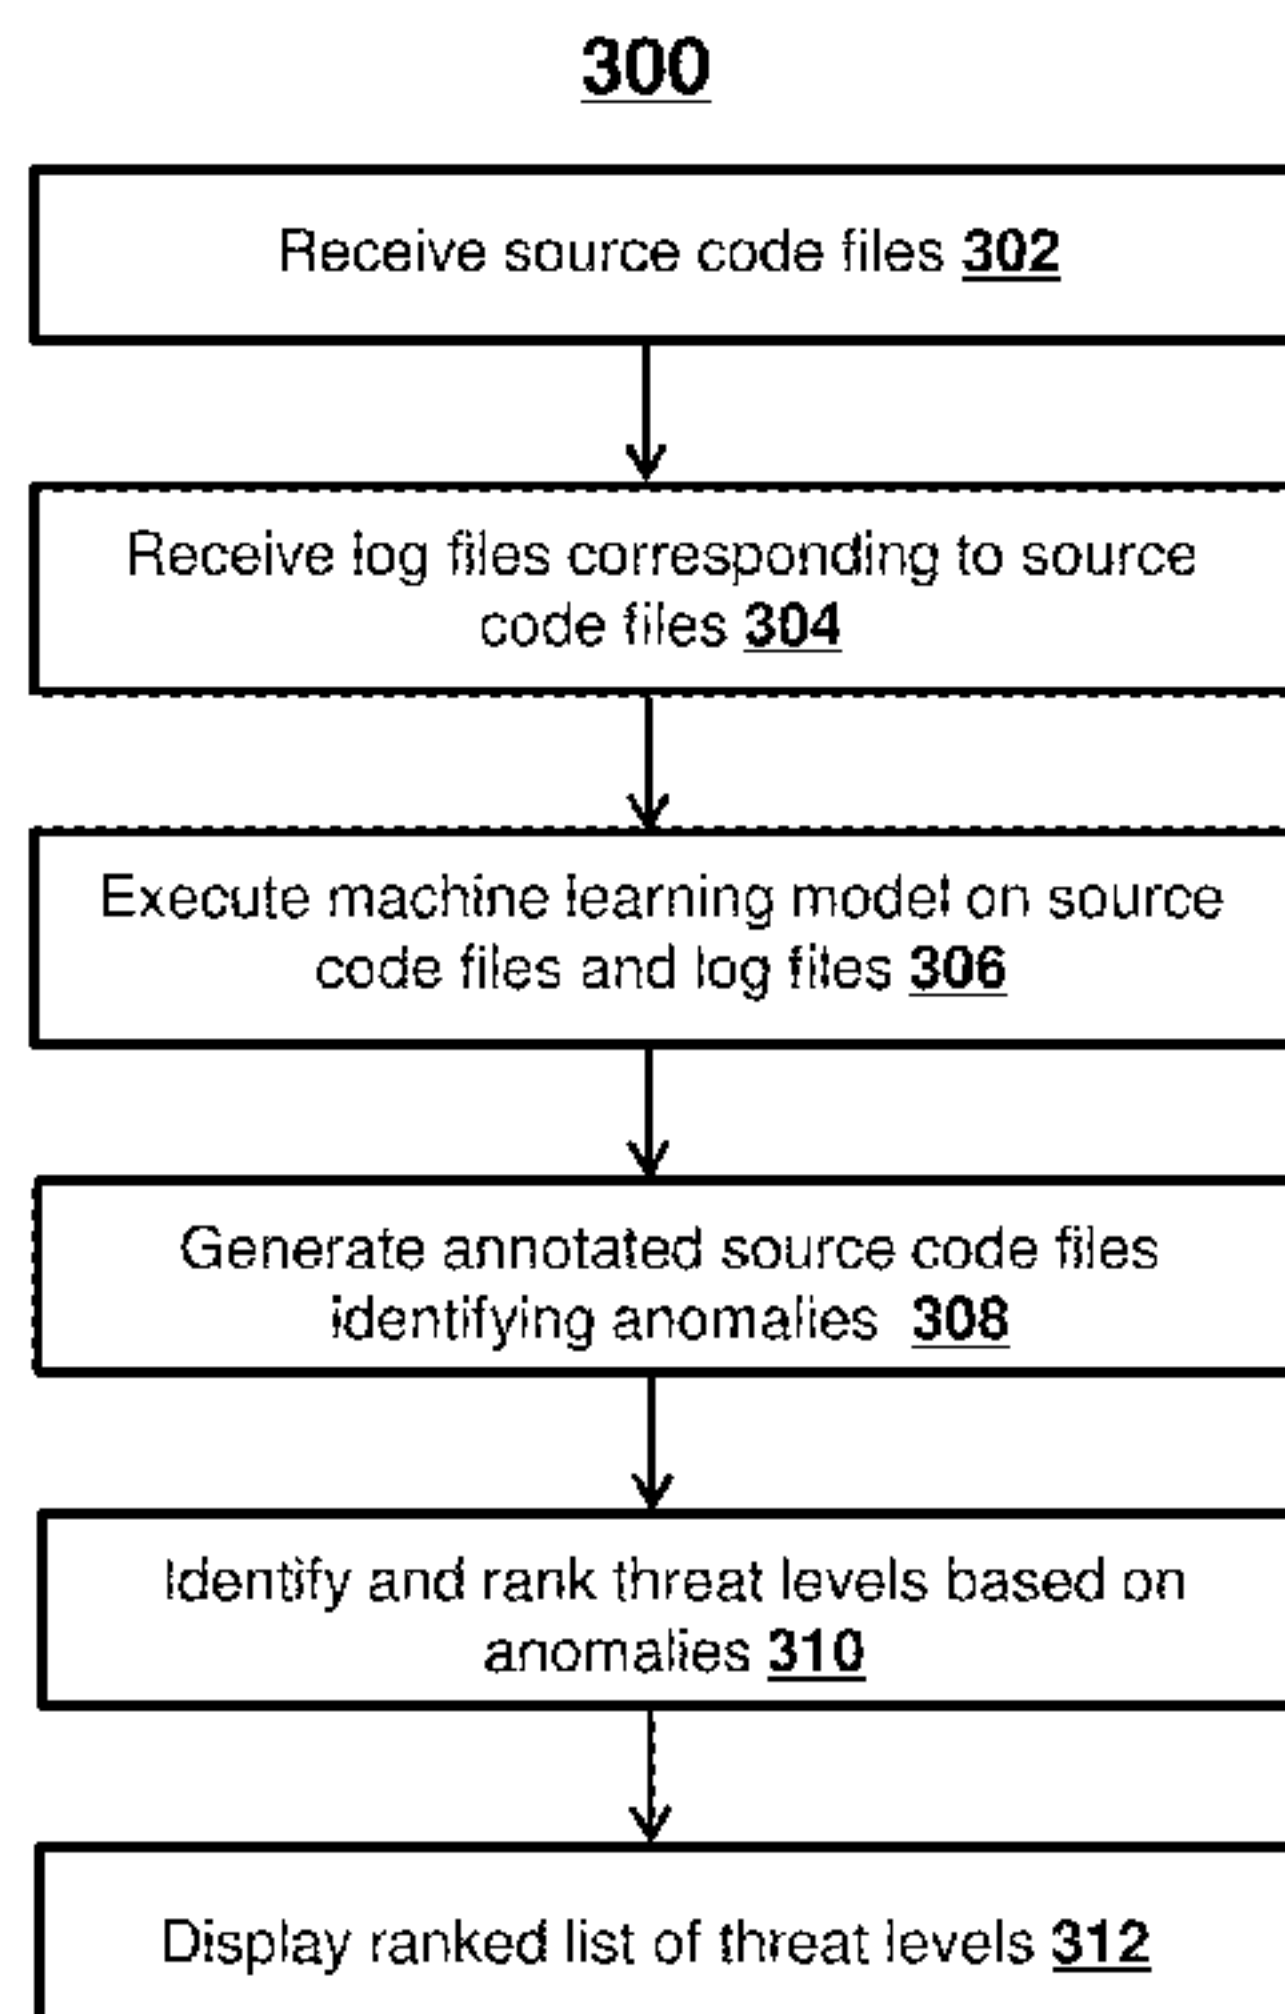 300
Receive source code files 302
Receive log files corresponding to source
code files 304
Execute machine learning model on source
code files and log files 306
Generate annotated source code files
identifying anomalies 308
Identify and rank threat levels based on
anomalies 310
Display ranked list of threat levels 312